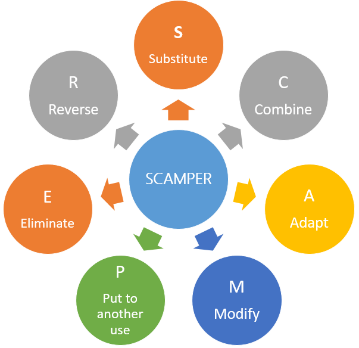 SCAMPER
S
Substitute
C
Combine
A
Adapt
M
Modify
P
Put to
another
use
E
Eliminate
R
Reverse